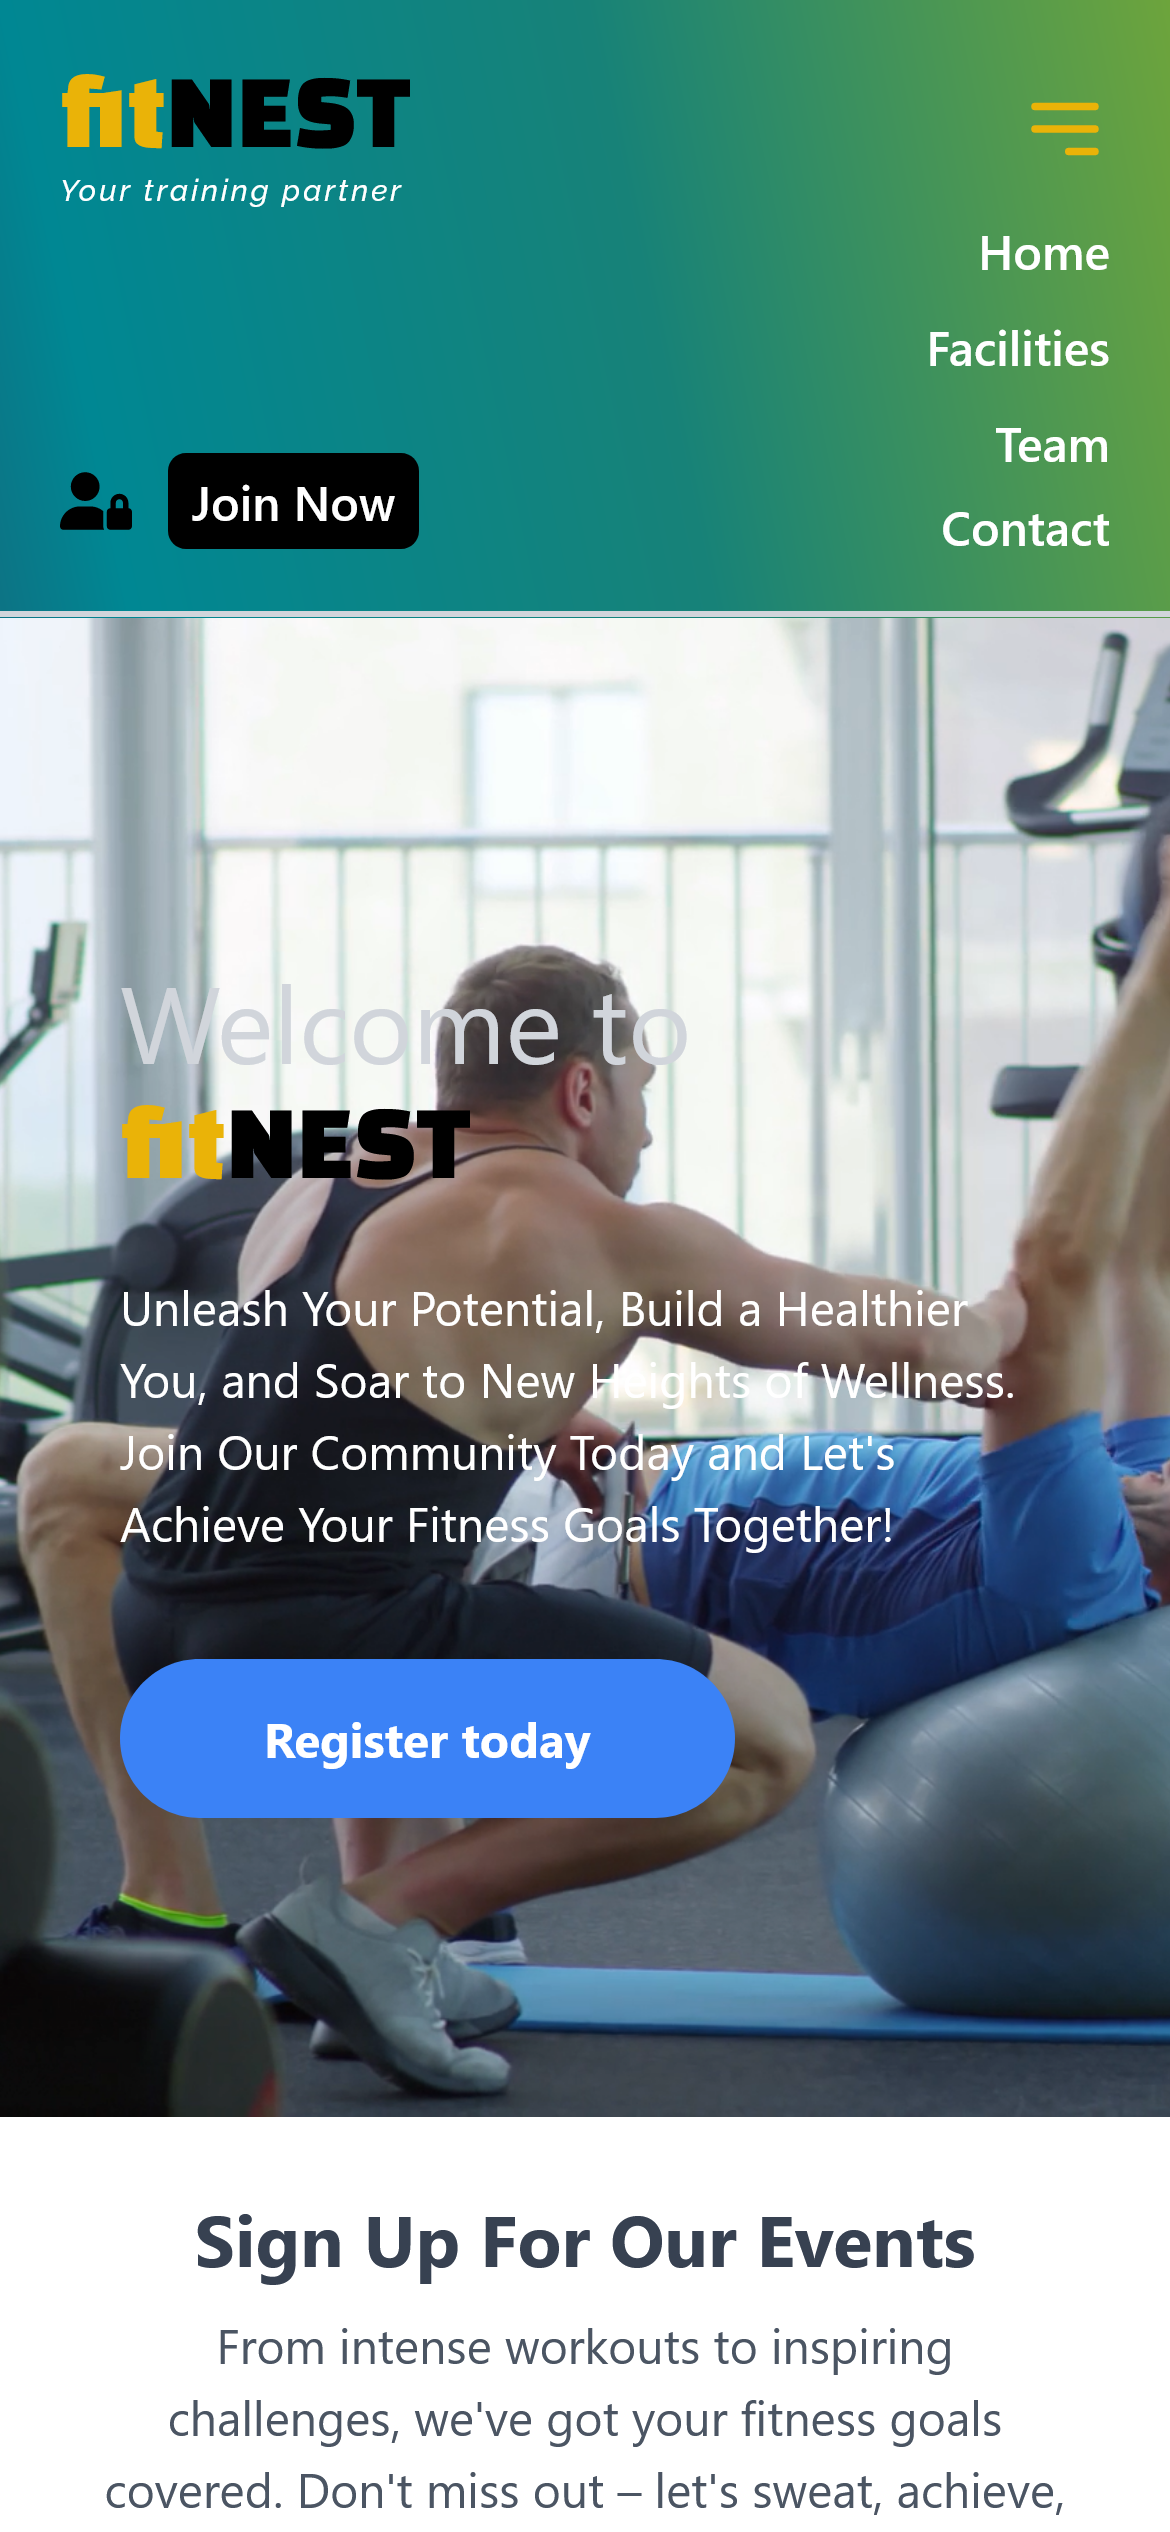 fitNEST
Your training partner
Home
Facilities
Team
Join Now
Contact
Welcome to
fitNEST
Unleash Your Potential, Build a Healthier
You, and Soar to New Heights of Wellness.
Join Our Community Today and Let's
Achieve Your Fitness Goals Together!
Register today
Sign Up For Our Events
From intense workouts to inspiring
challenges, we've got your fitness goals
covered. Don't miss out – let's sweat, achieve,